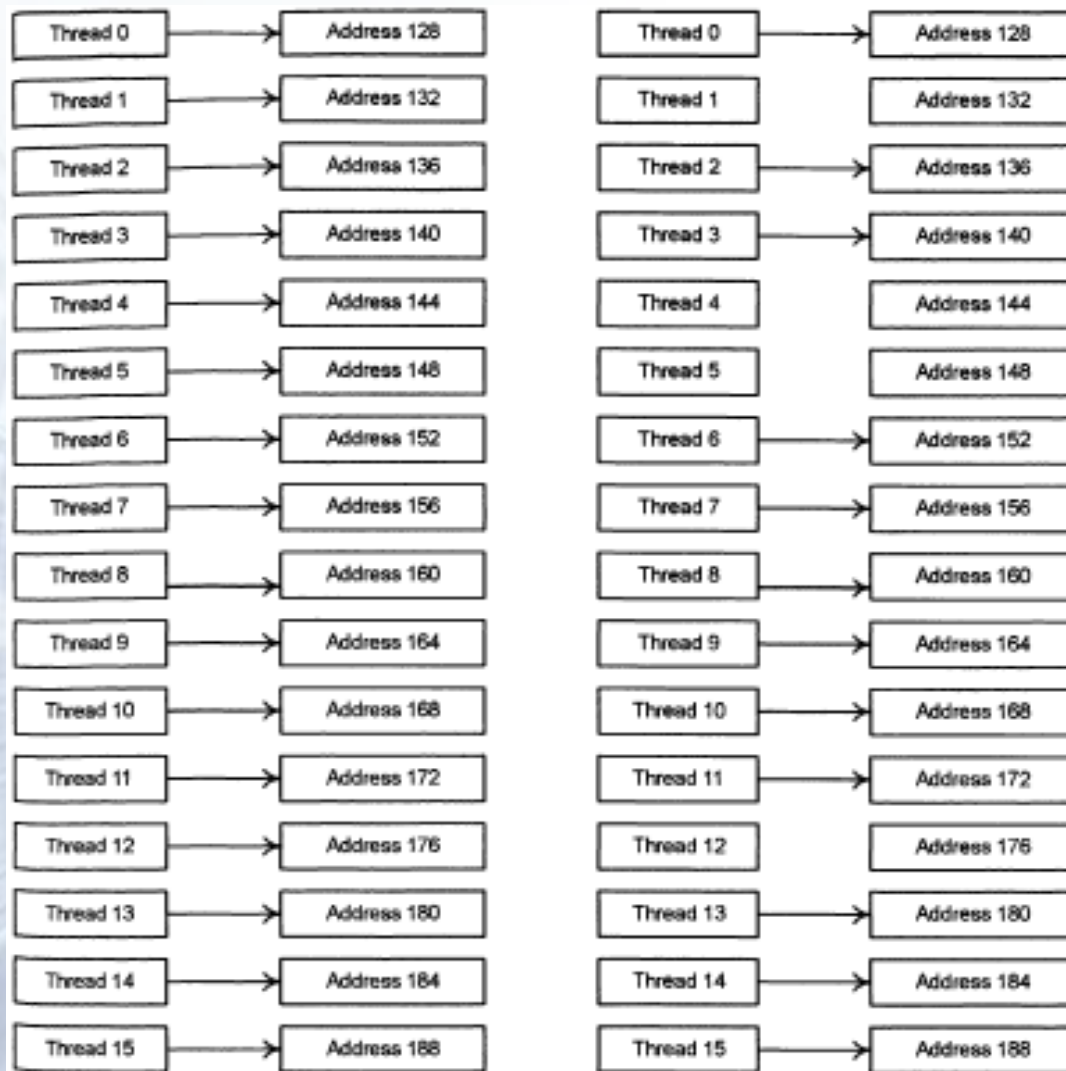 Thread 0 Address 128 Thread 0 Address 128
Thread 1 Address 132 Thread 1 Address 132
Thread 2 Address 136 Thread 2 Address 136
Thread 3 Address 140 Thread 3 Address 140
Thread 4 Address 144 Thread 4 Address 144
Thread 5 Address 148 Thread 5 Address 148
Thread 6 Address 152 Thread 6 Address 152
Thread 7 Address 156 Thread 7 Address 156
Thread 8 Address 160 Thread 8 Address 160
Thread 9 Address 164 Thread 9 Address 164
Thread 10 Address 168 Thread 10 Address 168
Thread 11 Address 172 Thread 11 Address 172
Thread 12 Address 176 Thread 12 Address 176
Thread 13 Address 180 Thread 13 Address 180
Thread 14 Address 184 Thread 14 Address 184
Thread 15 Address 188 Thread 15 Address 188